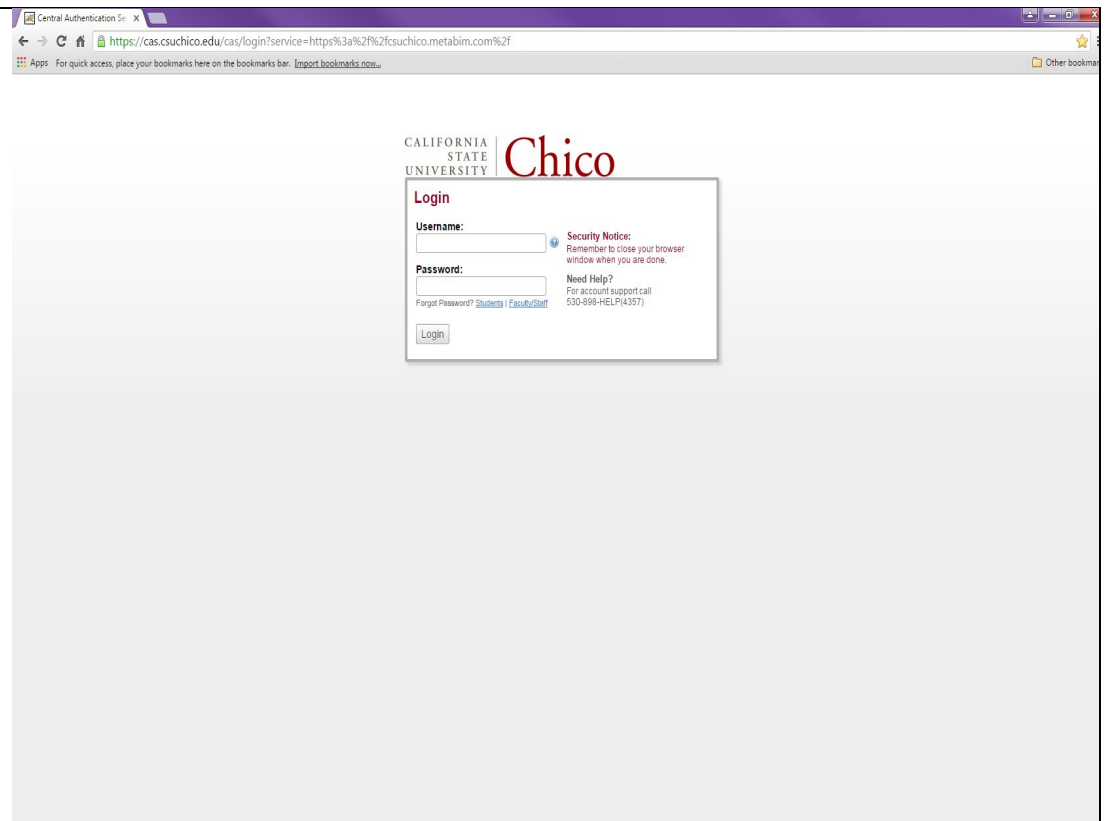 Central Authentication Se
https://cas.csuchico.edu/cas/login?service=https%3a%2f%2fcsuchico.metabim.com%2f
Apps For quick access, place your bookmarks here on the bookmarks bar. Import bookmarks now... Other bookmar
CALIFORNIA
STATE
UNIVERSITY
Chico
Login
Username:
Password:
Forgot Password? Students | Faculty/Staff
Login
Security Notice:
Remember to close your browser
window when you are done.
Need Help?
For account support call
530-898-HELP(4357)